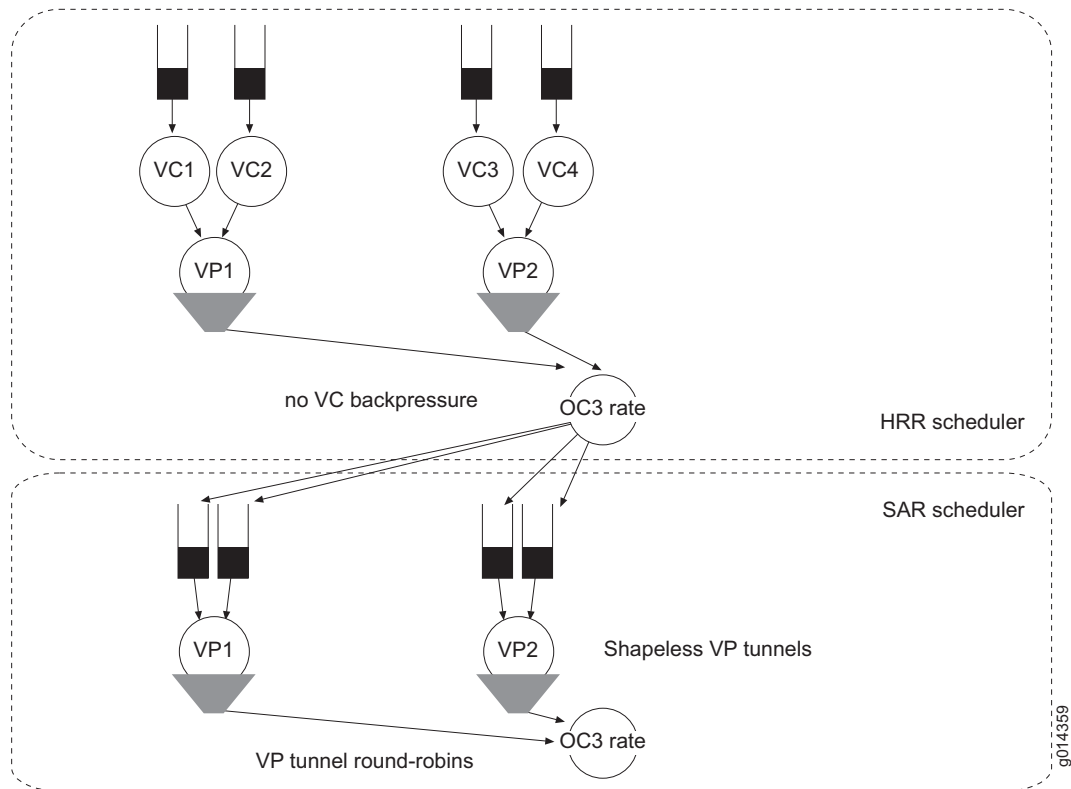 VC1 VC2 VC3 VC4
VP1 VP2
no VC backpressure
OC3 rate
HRR scheduler
SAR scheduler
VP1 VP2
Shapeless VP tunnels
OC3 rate
VP tunnel round-robins
g014359